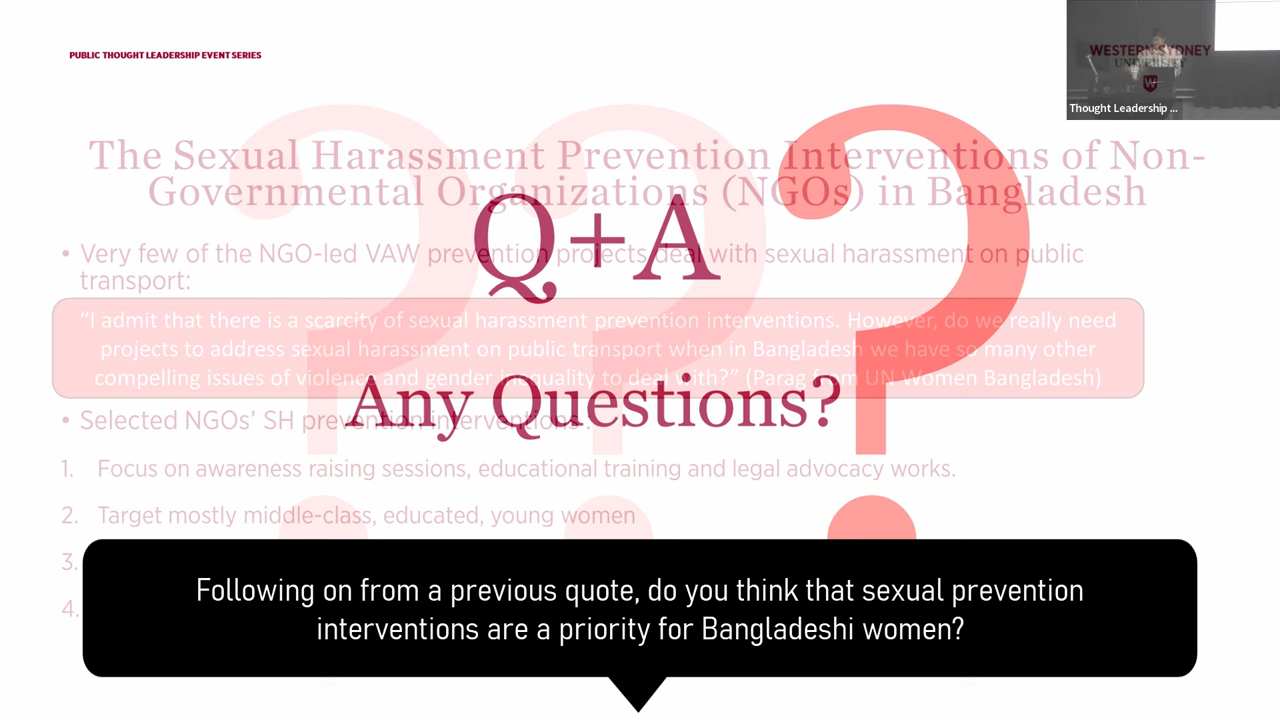 PUBLIC THOUGHT LEADERSHIP EVENT SERIES
WESTERN SYDNEY
UNIVERSITY
W
Thought Leadership ...
The Sexual Harassment Prevention Interventions of Non-
Governmental Organizations (NGOs) in Bangladesh
Q+A
• Very few of the NGO-led VAW prevention projects deal with sexual harassment on public
transport:
“I admit that there is a scarcity of sexual harassment prevention interventions. However, do we really need
projects to address sexual harassment on public transport when in Bangladesh we have so many other
compelling issues of violence and gender inequality to deal with?” (Parag from UN Women Bangladesh)
Any Questions?
• Selected NGOs’ SH prevention interventions :
1. Focus on awareness raising sessions, educational training and legal advocacy works.
2. Target mostly middle-class, educated, young women
3.
4.
Following on from a previous quote, do you think that sexual prevention
interventions are a priority for Bangladeshi women?